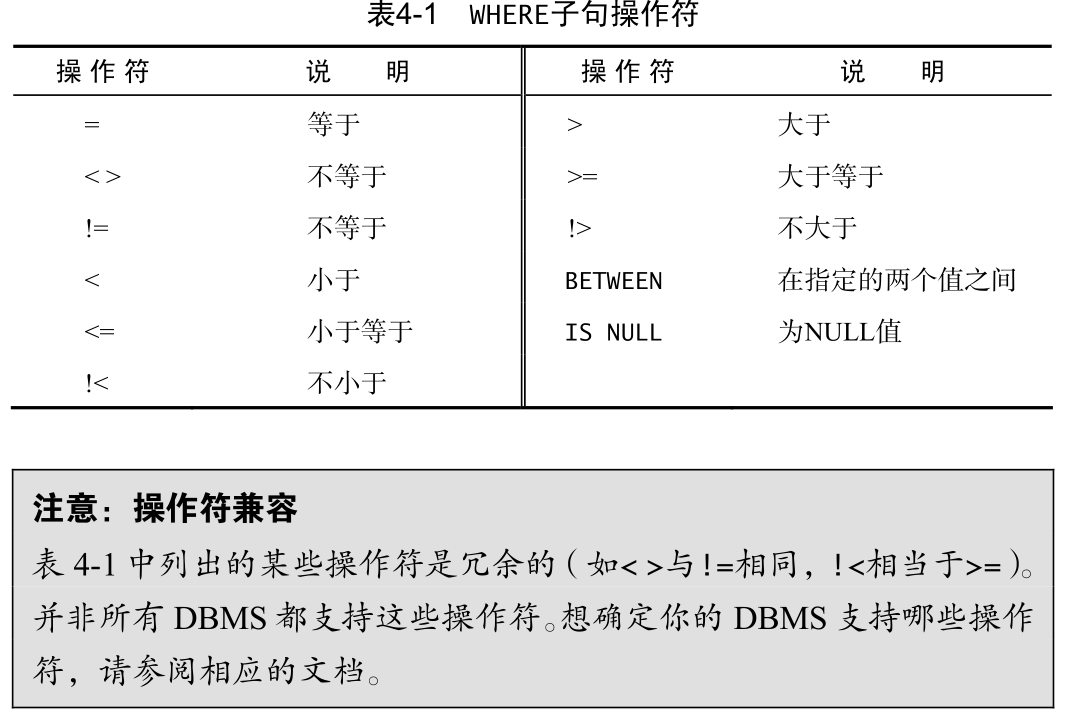 表4-1 WHERE子句操作符
操作符 说 明 操作符 说 明
= 等于 > 大于
< > 不等于 >= 大于等于
!= 不等于 !> 不大于
< 小于 BETWEEN 在指定的两个值之间
<= 小于等于 IS NULL 为NULL值
!< 不小于
注意：操作符兼容
表 4-1 中列出的某些操作符是冗余的（如< >与!=相同，!<相当于>=）。
并非所有 DBMS 都支持这些操作符。想确定你的 DBMS 支持哪些操作
符，请参阅相应的文档。